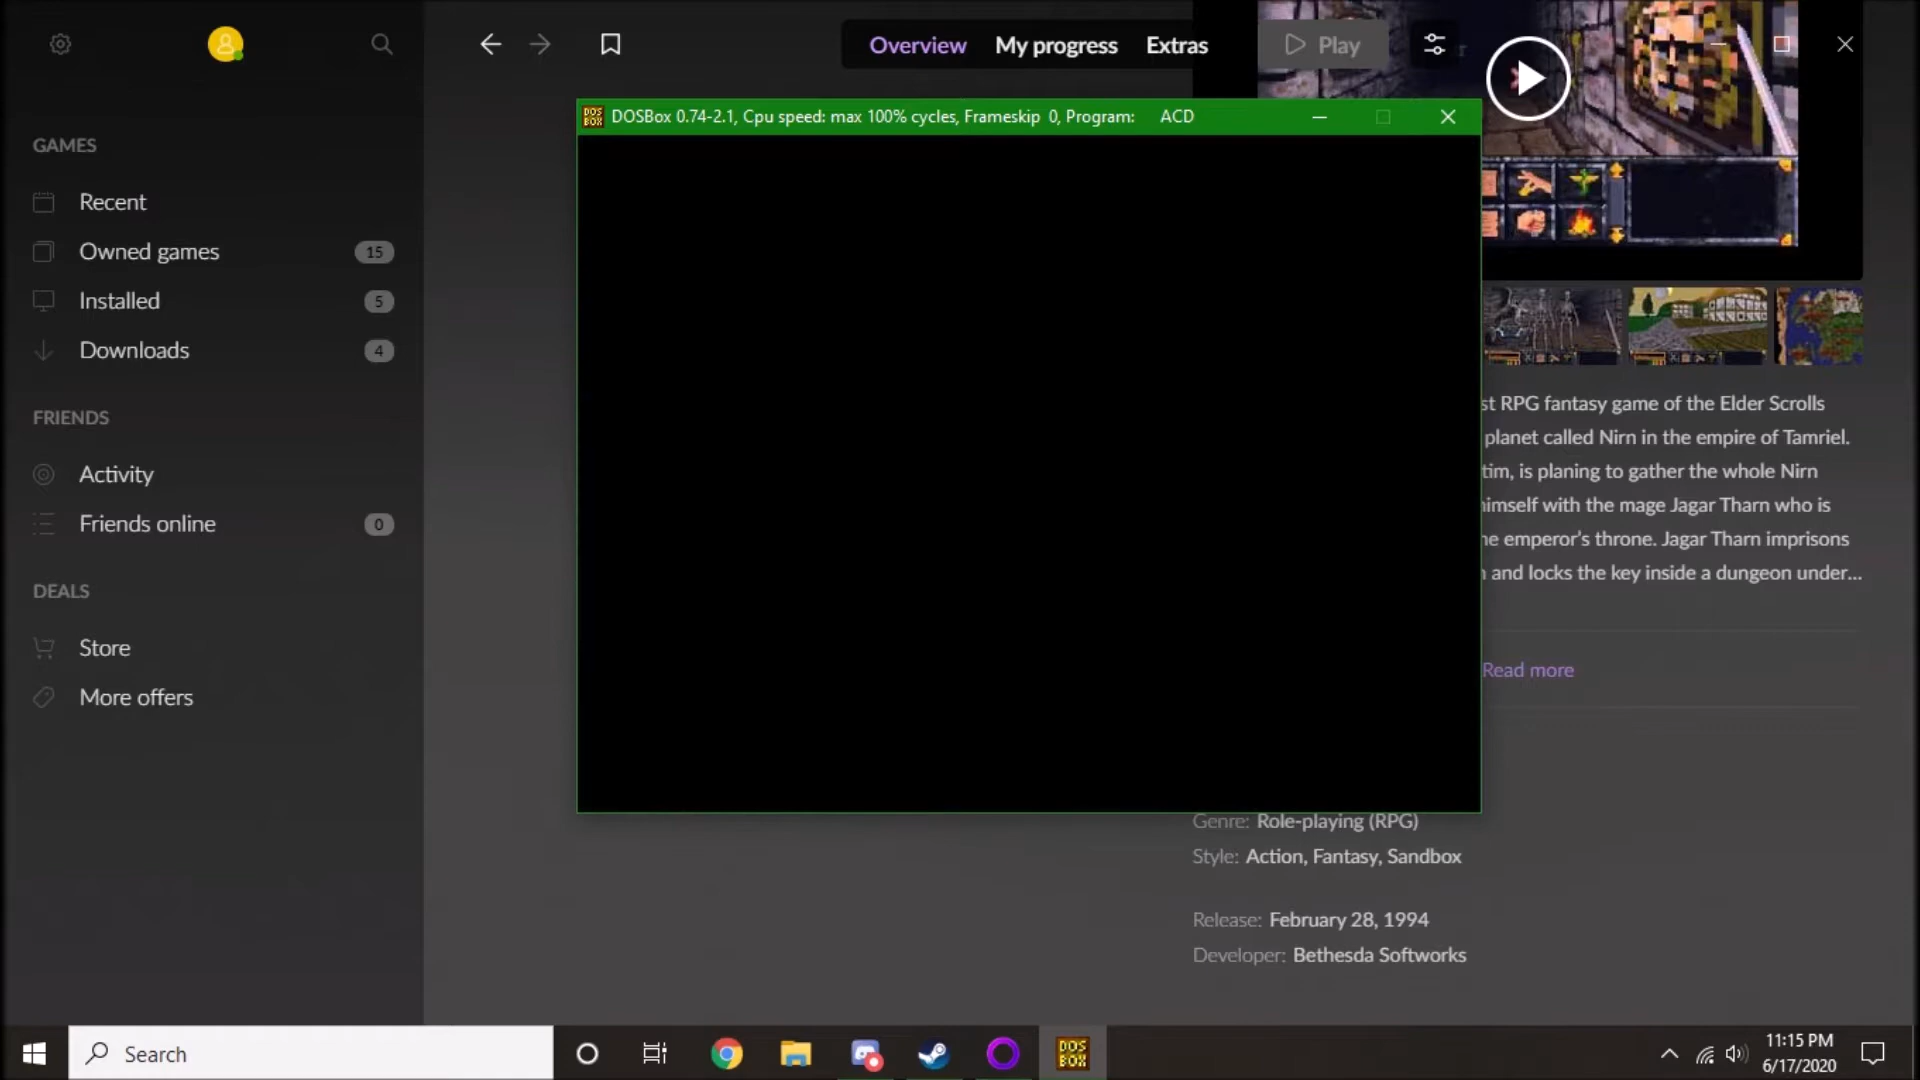 Overview My progress Extras Play
DOSBox 0.74-2.1, Cpu speed: max 100% cycles, Frameskip 0, Program: ACD
GAMES
Recent
Owned games 15
Installed 5
Downloads 4
FRIENDS
Activity
Friends online 0
DEALS
Store
More offers
st RPG fantasy game of the Elder Scrolls
planet called Nirn in the empire of Tamriel.
tim, is planing to gather the whole Nirn
himself with the mage Jagar Tharn who is
he emperor's throne. Jagar Tharn imprisons
and locks the key inside a dungeon under...
Read more
Genre: Role-playing (RPG)
Style: Action, Fantasy, Sandbox
Release: February 28, 1994
Developer: Bethesda Softworks
Search
DOS
BOX
11:15 PM
6/17/2020